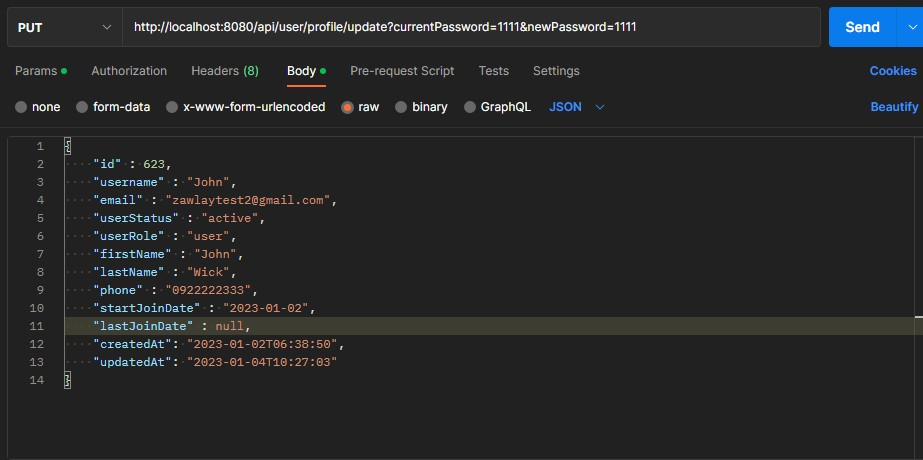 PUT http://localhost:8080/api/user/profile/update?currentPassword=1111&newPassword=1111 Send
Params Authorization Headers (8) Body Pre-request Script Tests Settings Cookies
none form-data x-www-form-urlencoded raw binary GraphQL JSON Beautify
1 {
2 "id" : 623,
3 "username" : "John",
4 "email" : "zawlaytest2@gmail.com",
5 "userStatus" : "active",
6 "userRole" : "user",
7 "firstName" : "John",
8 "lastName" : "Wick",
9 "phone" : "0922222333",
10 "startJoinDate" : "2023-01-02",
11 "lastJoinDate" : null,
12 "createdAt": "2023-01-02T06:38:50",
13 "updatedAt": "2023-01-04T10:27:03"
14 }